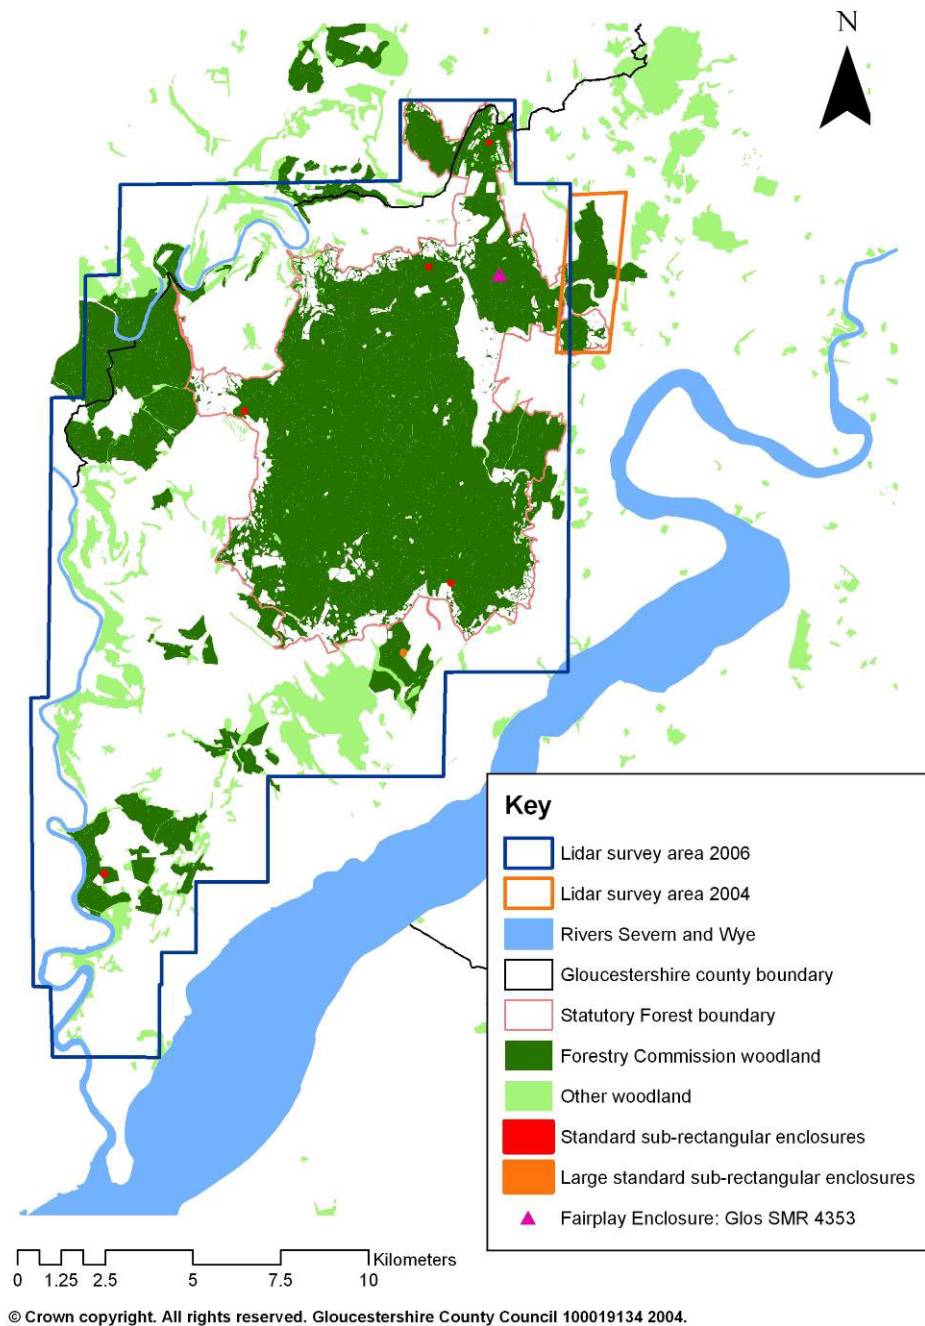 N
Key
Lidar survey area 2006
Lidar survey area 2004
Rivers Severn and Wye
Gloucestershire county boundary
Statutory Forest boundary
Forestry Commission woodland
Other woodland
Standard sub-rectangular enclosures
Large standard sub-rectangular enclosures
Fairplay Enclosure: Glos SMR 4353
Kilometers
0 1.25 2.5 5 7.5 10
© Crown copyright. All rights reserved. Gloucestershire County Council 100019134 2004.